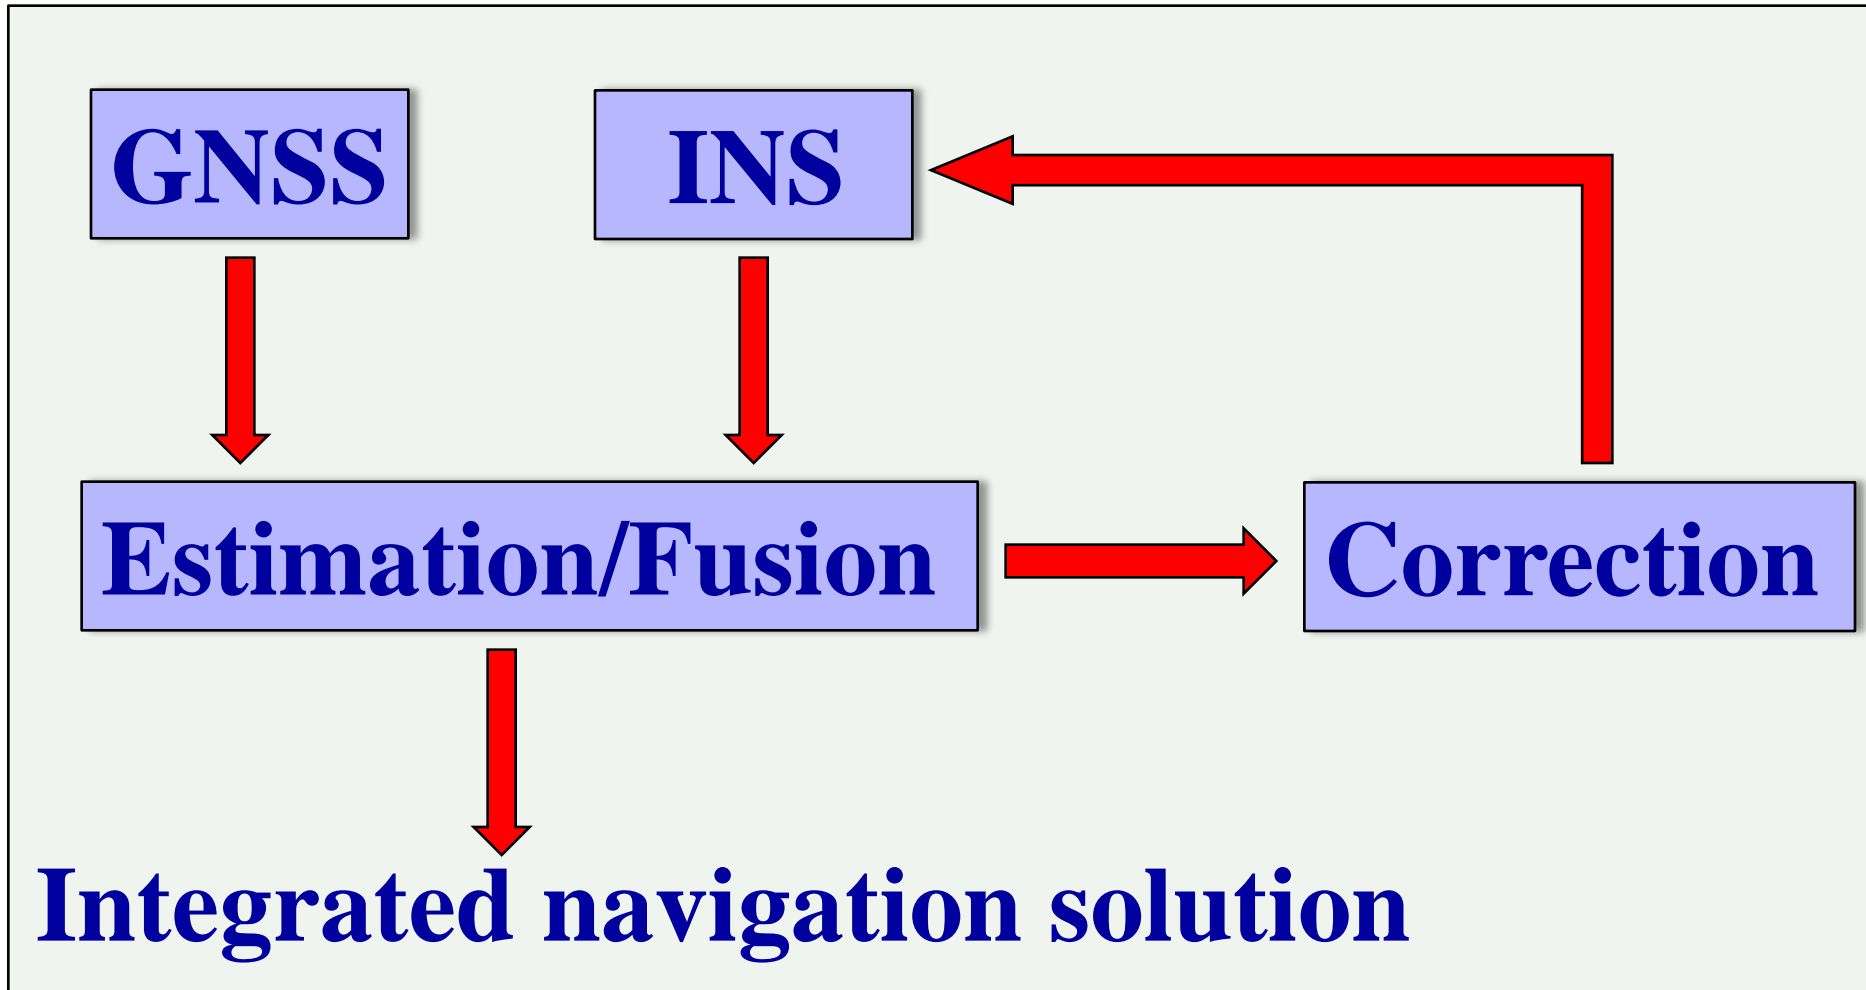 GNSS
INS
Estimation/Fusion
Correction
Integrated navigation solution